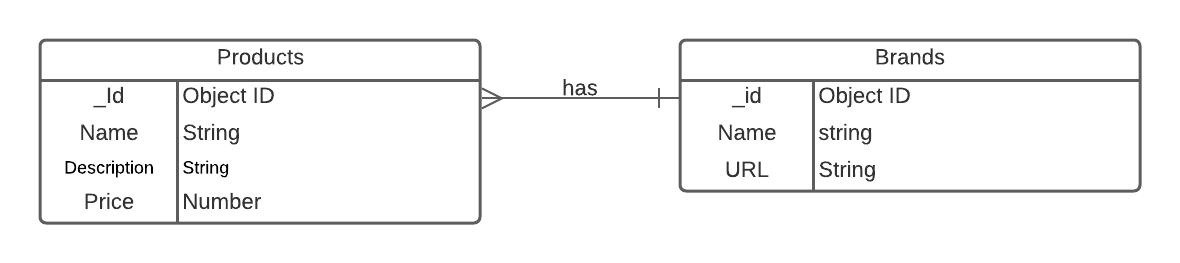 Products
_Id Object ID
Name String
Description String
Price Number
has
Brands
_id Object ID
Name string
URL String